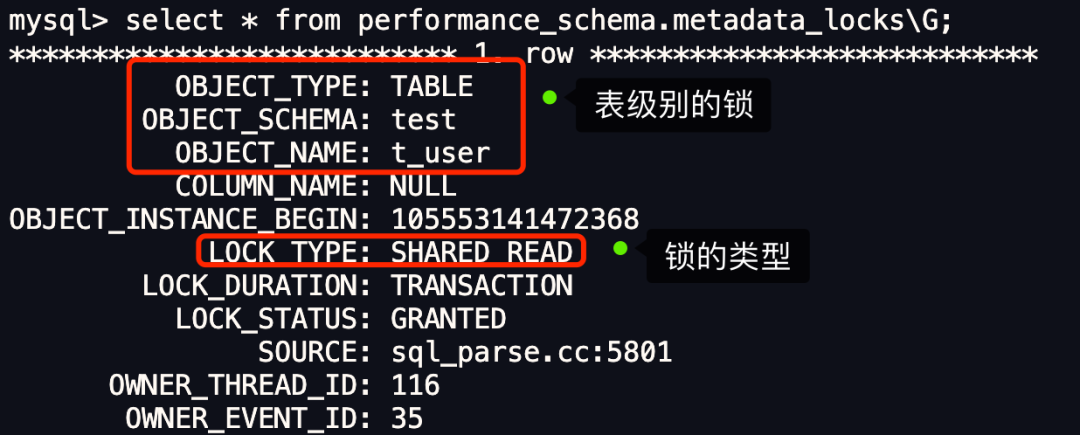 mysql> select * from performance_schema.metadata_locks\G;
*************************** 1. row ***************************
OBJECT_TYPE: TABLE
表级别的锁
OBJECT_SCHEMA: test
OBJECT_NAME: t_user
COLUMN_NAME: NULL
OBJECT_INSTANCE_BEGIN: 105553141472368
LOCK_TYPE: SHARED_READ
锁的类型
LOCK_DURATION: TRANSACTION
LOCK_STATUS: GRANTED
SOURCE: sql_parse.cc:5801
OWNER_THREAD_ID: 116
OWNER_EVENT_ID: 35